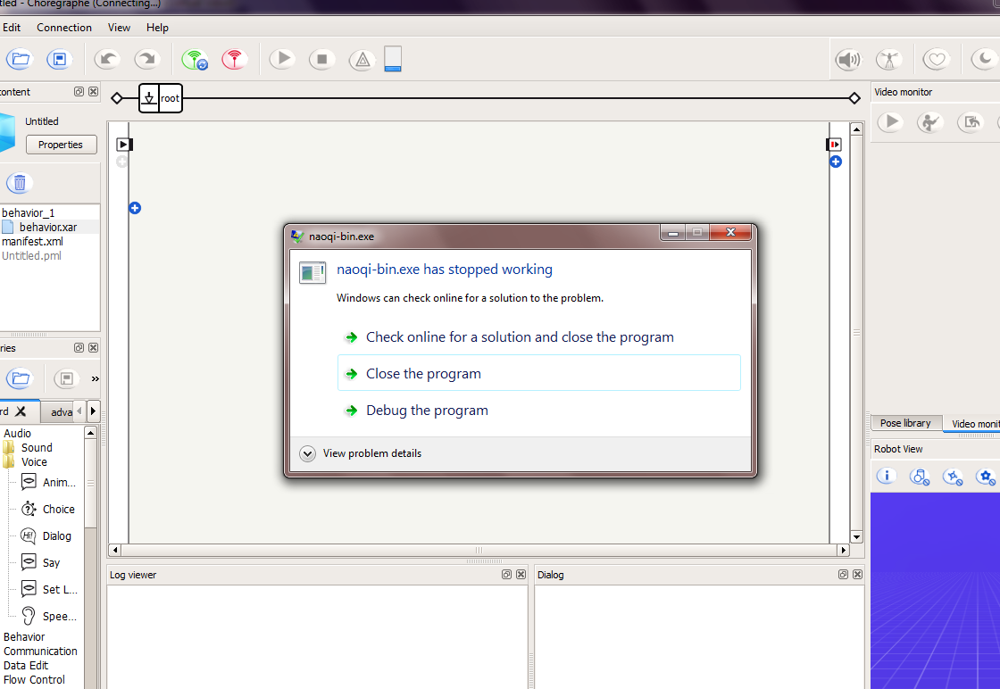 tled - Choregraphe (Connecting...)
Edit Connection View Help
content
root
Video monitor
Untitled
Properties
behavior_1
behavior.xar
manifest.xml
Untitled.pml
naoqi-bin.exe
naoqi-bin.exe has stopped working
Windows can check online for a solution to the problem.
Check online for a solution and close the program
Close the program
Debug the program
View problem details
ries
»
rd adva
Audio
Sound
Voice
Anim...
Choice
Hi! Dialog
Say
Set L...
Spee...
Behavior
Communication
Data Edit
Flow Control
Pose library Video monit
Robot View
Log viewer
Dialog